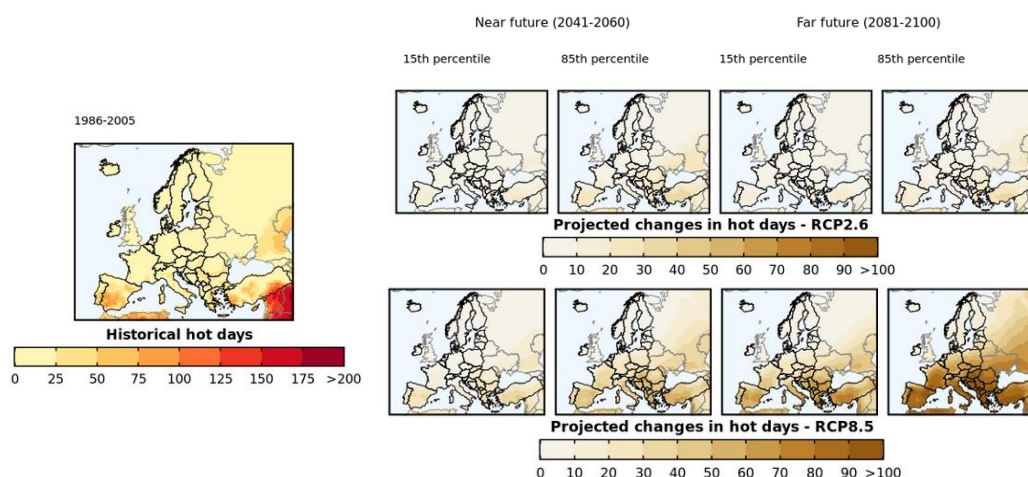 Near future (2041-2060) Far future (2081-2100)
15th percentile 85th percentile 15th percentile 85th percentile
1986-2005
Projected changes in hot days - RCP2.6
0 10 20 30 40 50 60 70 80 90 >100
Historical hot days
0 25 50 75 100 125 150 175 >200
Projected changes in hot days - RCP8.5
0 10 20 30 40 50 60 70 80 90 >100